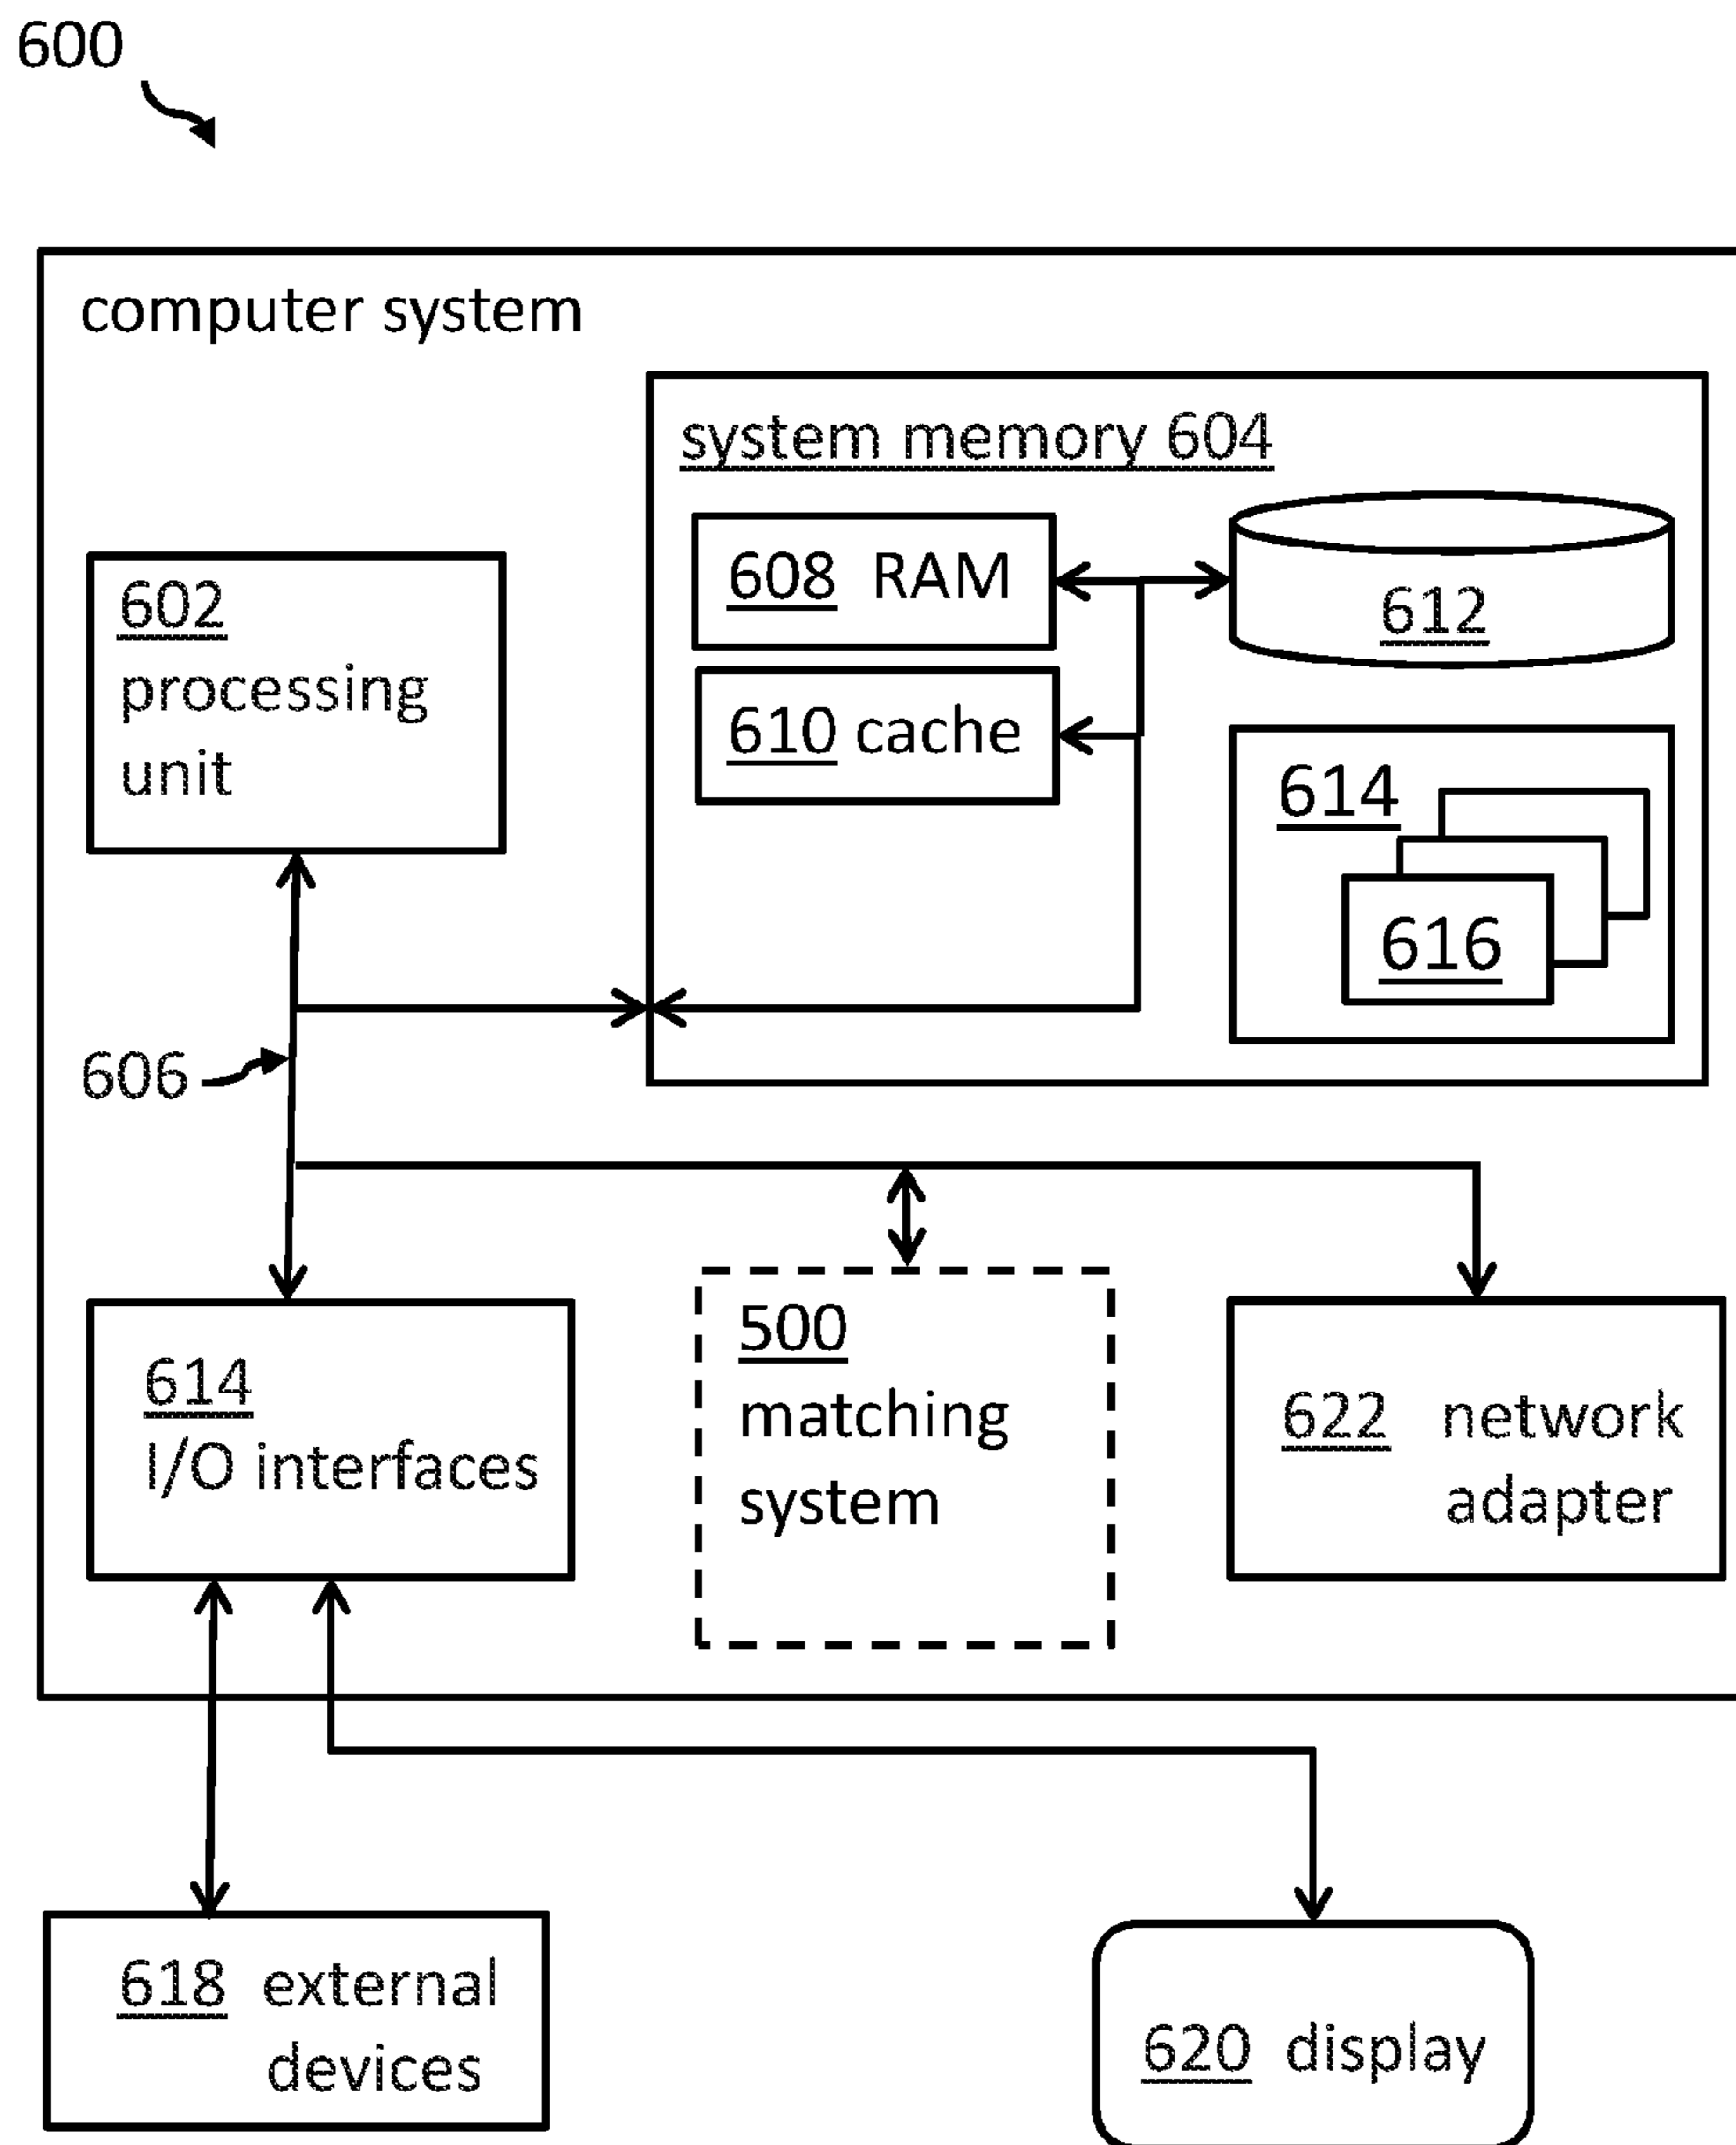 600
computer system
system memory 604
608 RAM
612
602
processing
unit
610 cache
614
616
606
614
I/O interfaces
500
matching
system
622 network
adapter
618 external
devices
620 display